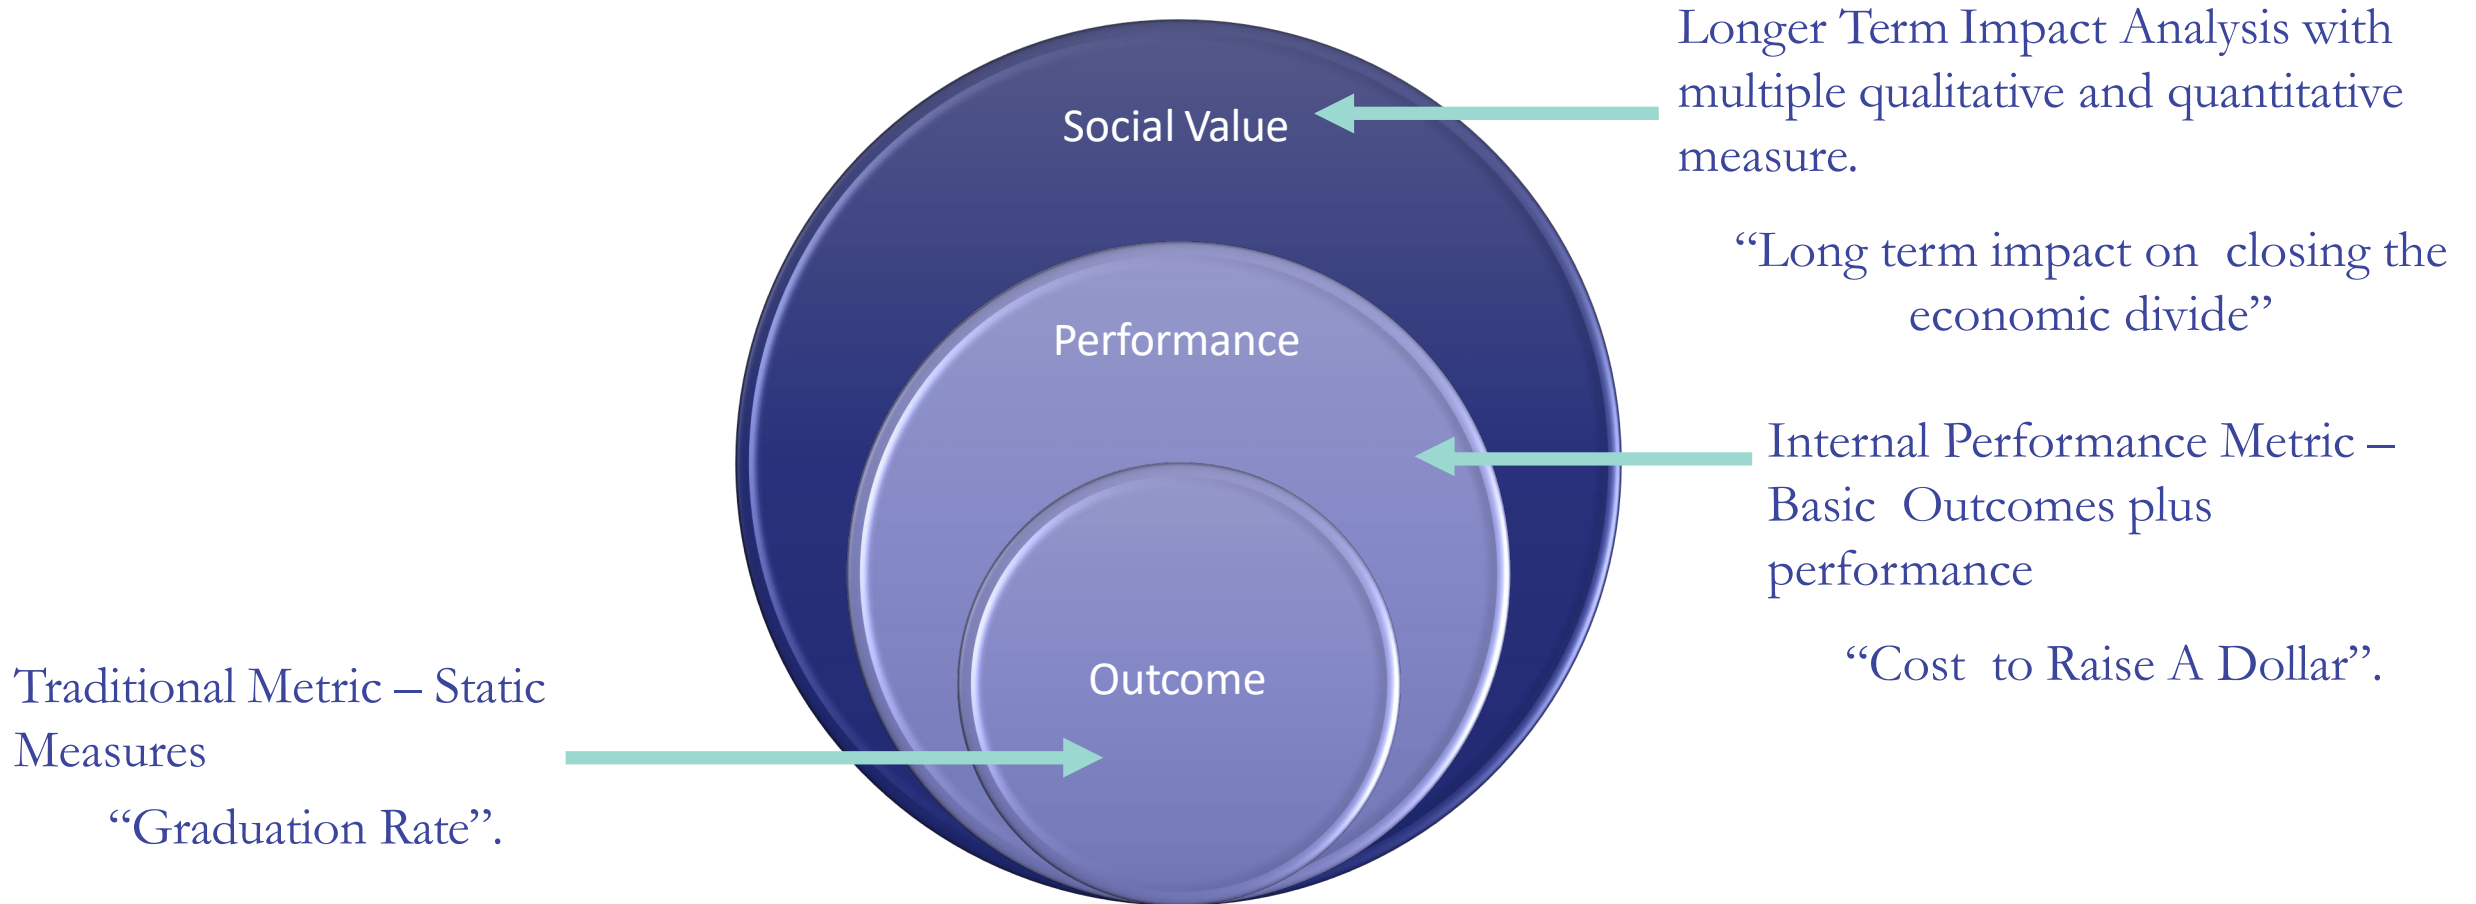 Longer Term Impact Analysis with
multiple qualitative and quantitative
measure.
“Long term impact on  closing the
economic divide”
Social Value
Performance
Internal Performance Metric –
Basic  Outcomes plus
performance
“Cost  to Raise A Dollar”.
Outcome
Traditional Metric – Static
Measures
“Graduation Rate”.